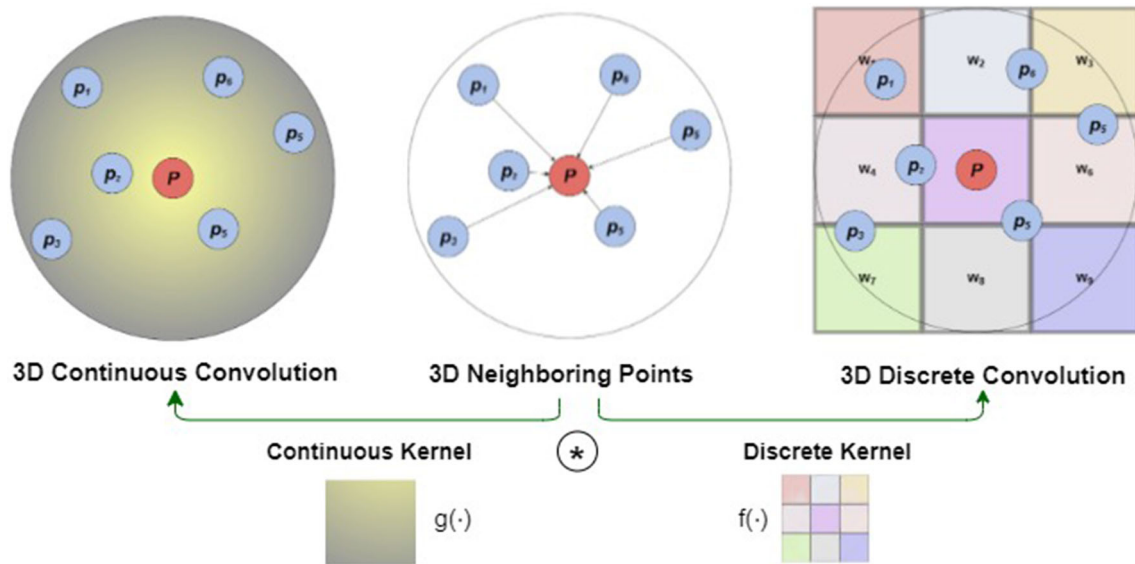 p₁
p₆
p₅
p₂
P
p₃
p₅
3D Continuous Convolution
p₁
p₆
p₅
p₂
P
p₃
p₅
3D Neighboring Points
w₂
w₃
p₁
p₆
p₅
w₄
p₂
P
w₆
p₃
p₅
w₇
w₈
w₉
3D Discrete Convolution
Continuous Kernel
*
Discrete Kernel
g(·)
f(·)